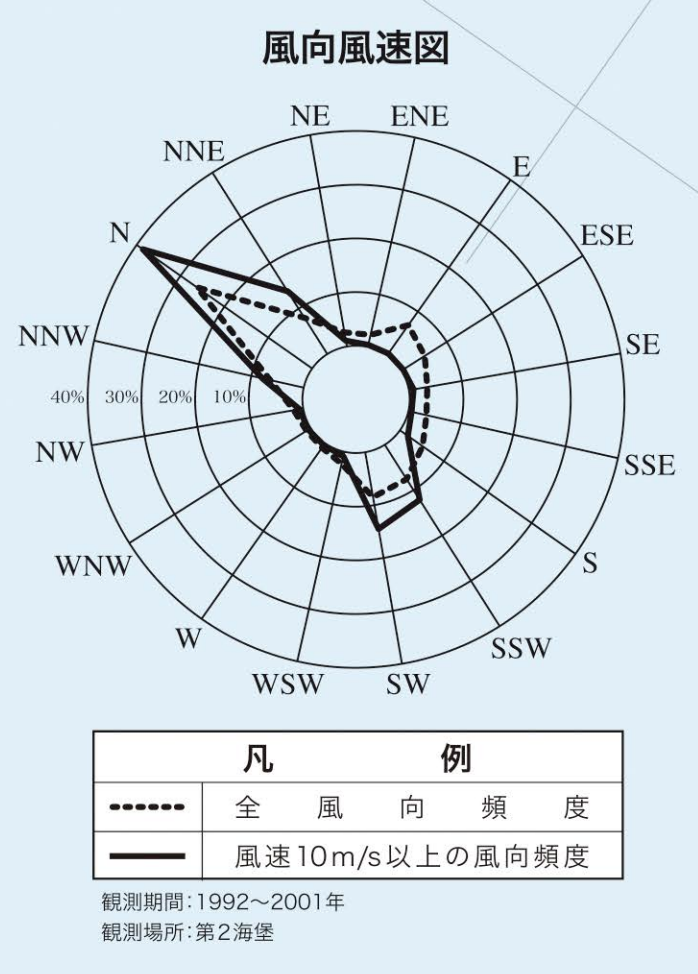 風向風速図
NE ENE
NNE E
N ESE
NNW SE
40% 30% 20% 10%
NW SSE
WNW S
W SSW
WSW SW
凡 例
全風向頻度
風速10m/s以上の風向頻度
観測期間:1992~2001年
観測場所:第2海堡